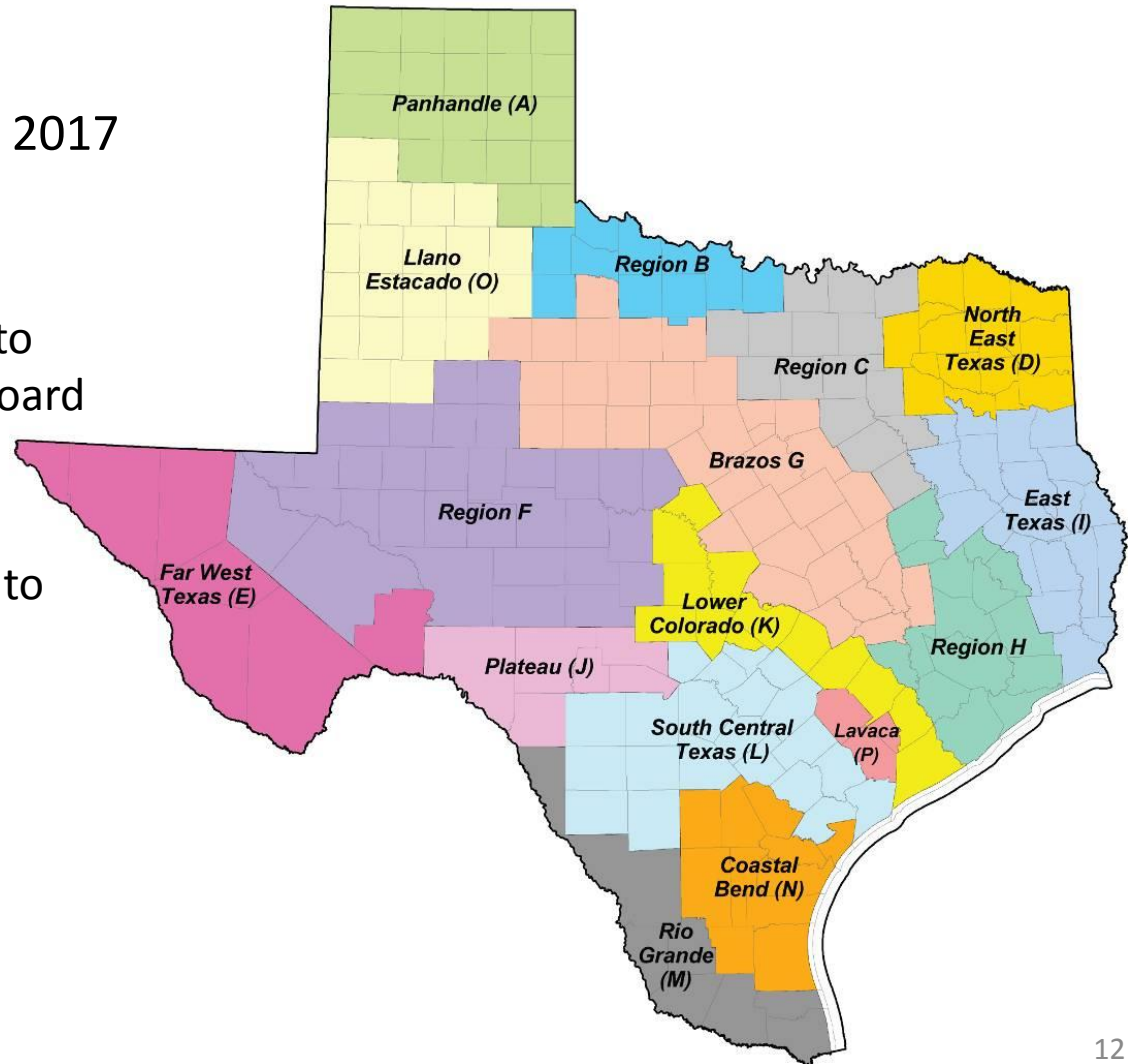 2017
to
oard
to
Panhandle (A)
Llano
Estacado (O)
Region B
North
East
Texas (D)
Region C
Brazos G
Region F
East
Texas (I)
Far West
Texas (E)
Lower
Colorado (K)
Region H
Plateau (J)
South Central
Texas (L)
Lavaca
(P)
Coastal
Bend (N)
Rio
Grande
(M)
12